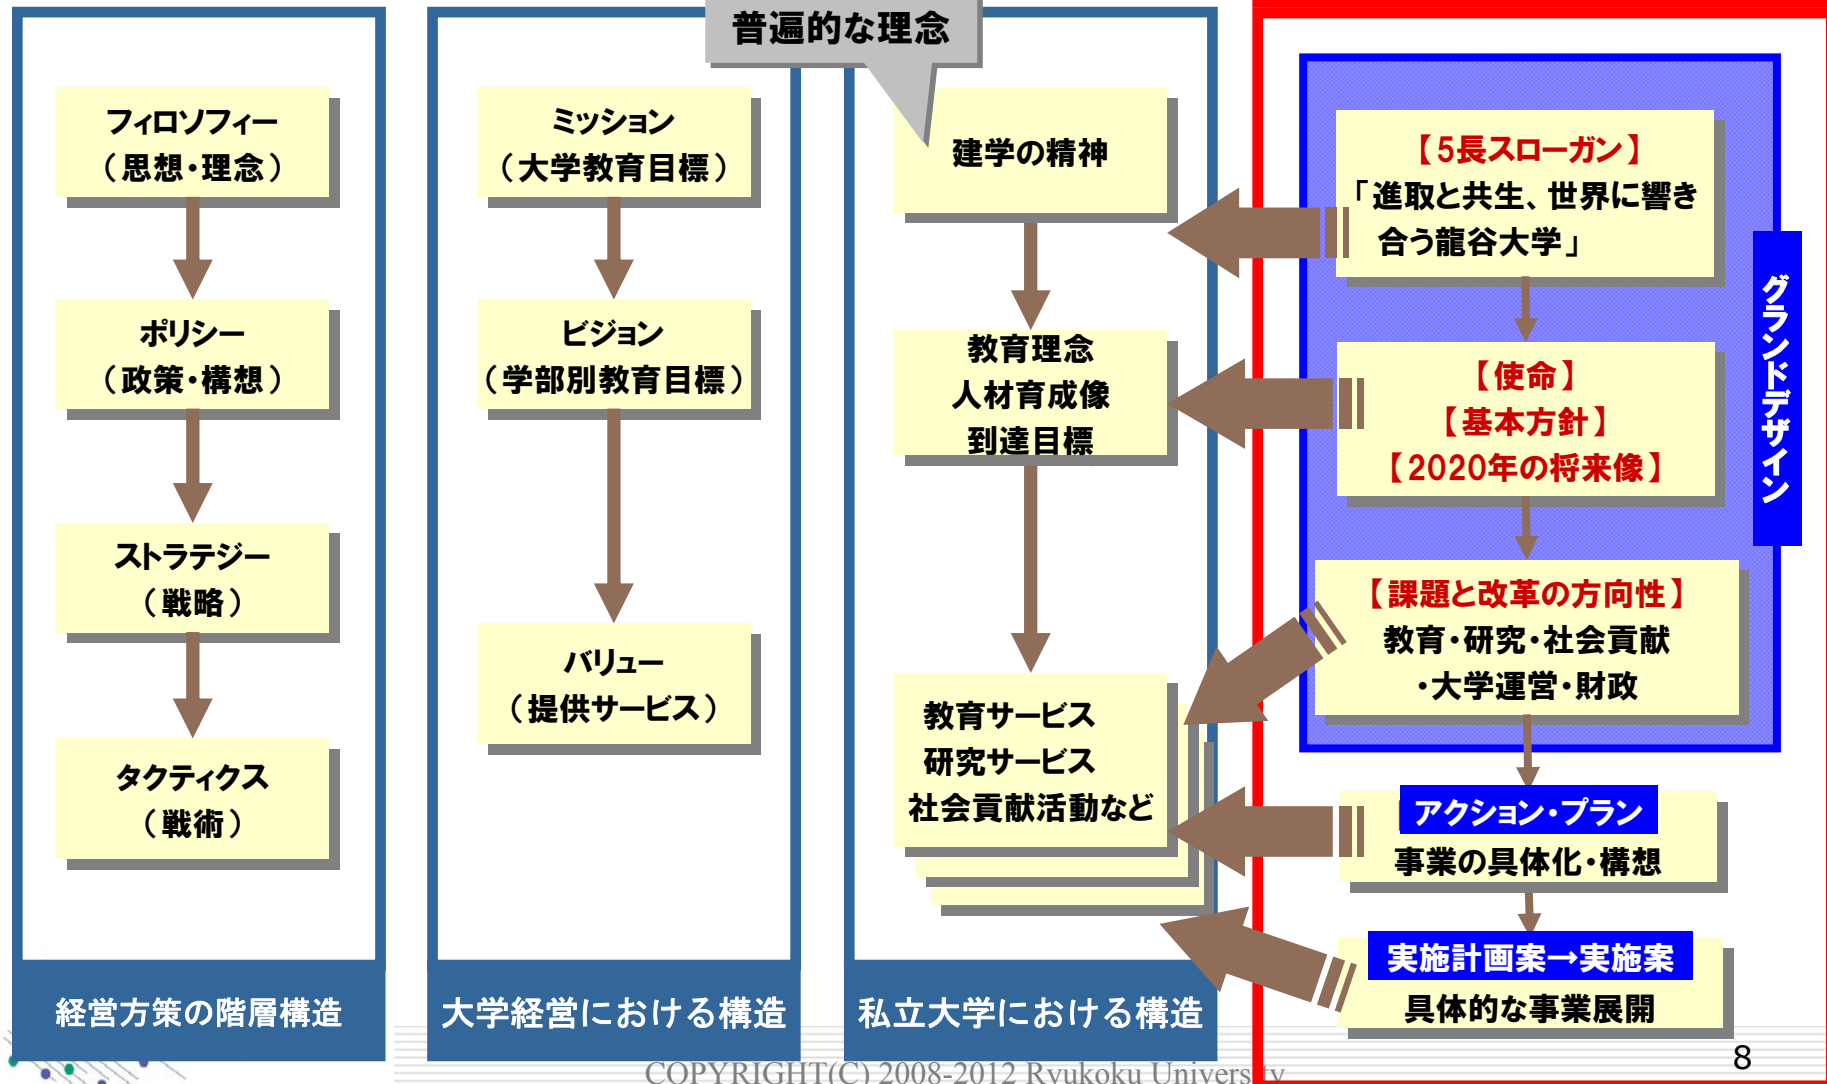 普遍的な理念
フィロソフィー
（思想・理念）
ポリシー
（政策・構想）
ストラテジー
（戦略）
タクティクス
（戦術）
経営方策の階層構造
ミッション
（大学教育目標）
ビジョン
（学部別教育目標）
バリュー
（提供サービス）
大学経営における構造
建学の精神
教育理念
人材育成像
到達目標
教育サービス
研究サービス
社会貢献活動など
私立大学における構造
【5長スローガン】
「進取と共生、世界に響き
合う龍谷大学」
【使命】
【基本方針】
【2020年の将来像】
【課題と改革の方向性】
教育・研究・社会貢献
・大学運営・財政
グランドデザイン
アクション・プラン
事業の具体化・構想
実施計画案→実施案
具体的な事業展開
COPYRIGHT(C) 2008-2012 Ryukoku University
8